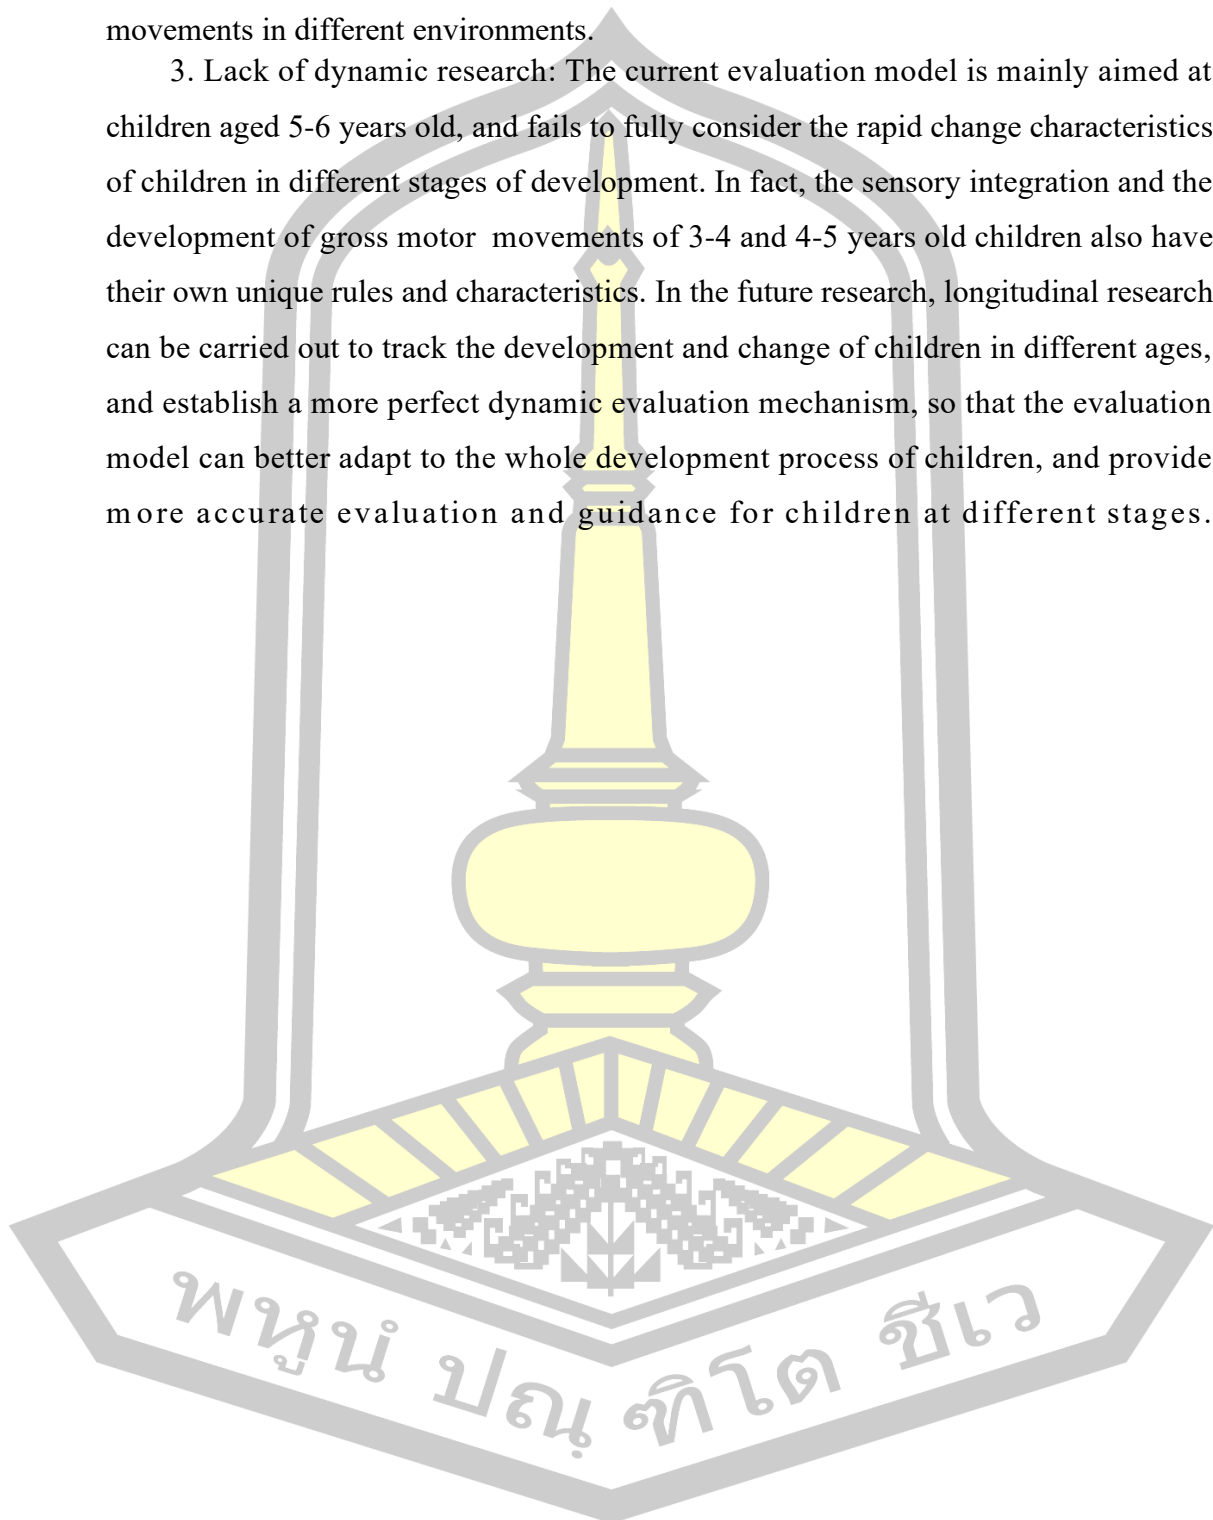 movements in different environments.
3. Lack of dynamic research: The current evaluation model is mainly aimed at
children aged 5-6 years old, and fails to fully consider the rapid change characteristics
of children in different stages of development. In fact, the sensory integration and the
development of gross motor movements of 3-4 and 4-5 years old children also have
their own unique rules and characteristics. In the future research, longitudinal research
can be carried out to track the development and change of children in different ages,
and establish a more perfect dynamic evaluation mechanism, so that the evaluation
model can better adapt to the whole development process of children, and provide
more accurate evaluation and guidance for children at different stages.
พหูนํ ปณฺ ฑิโต ชีเว